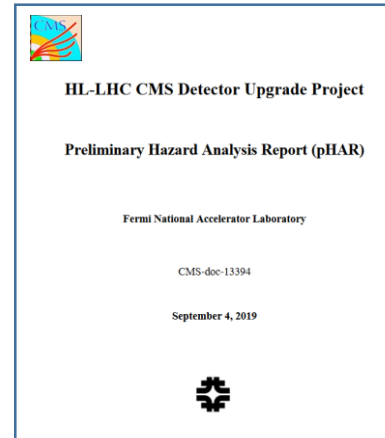 CMS
HL-LHC CMS Detector Upgrade Project
Preliminary Hazard Analysis Report (pHAR)
Fermi National Accelerator Laboratory
CMS-doc-13394
September 4, 2019